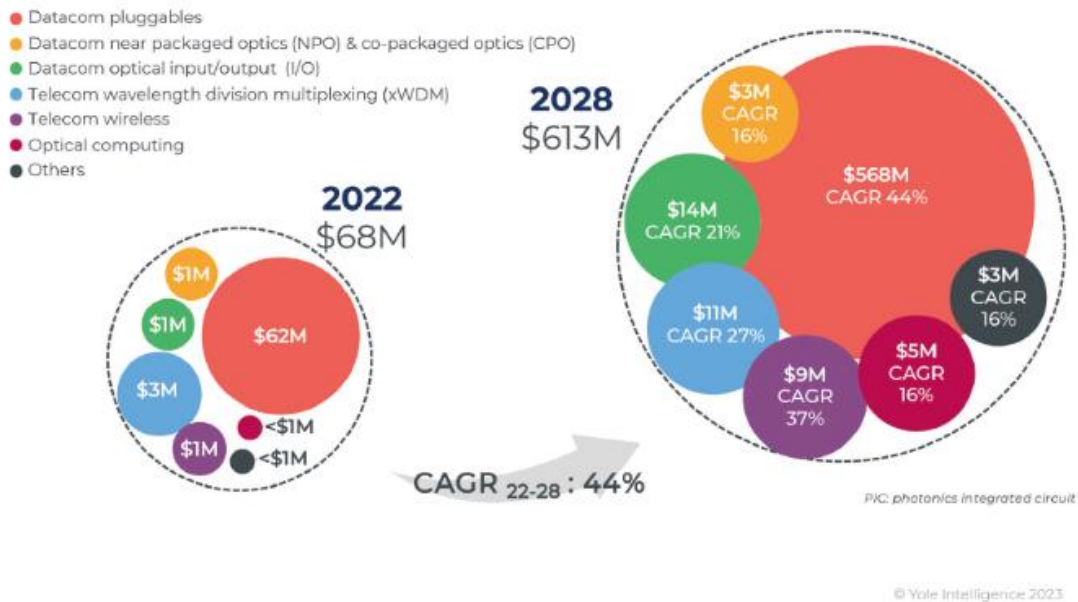 Datacom pluggables
Datacom near packaged optics (NPO) & co-packaged optics (CPO)
Datacom optical input/output (I/O)
Telecom wavelength division multiplexing (xWDM)
Telecom wireless
Optical computing
Others
2022
$68M
$1M
$1M
$62M
$3M
$1M
<$1M
<$1M
2028
$613M
$3M
CAGR
16%
$568M
CAGR 44%
$14M
CAGR 21%
$11M
CAGR 27%
$9M
CAGR
37%
$5M
CAGR
16%
$3M
CAGR
16%
CAGR 22-28 : 44%
PIC: photonics integrated circuit
© Yole Intelligence 2023